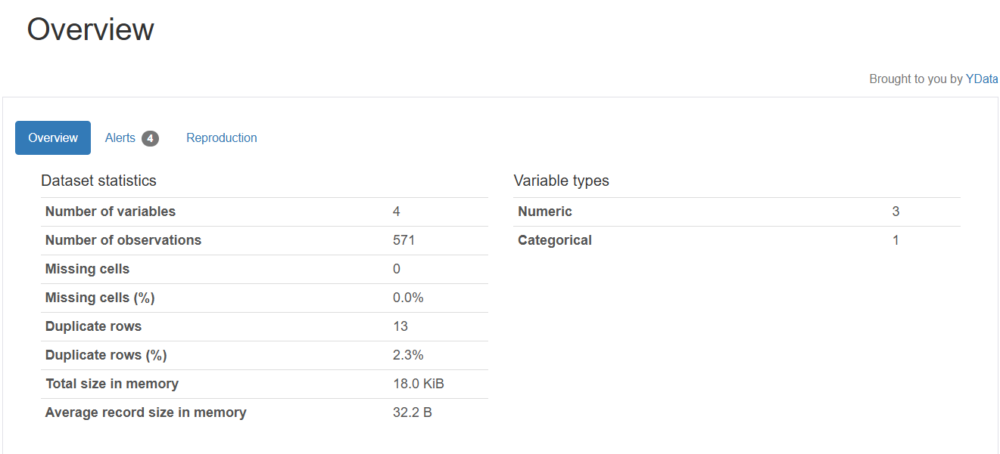 Overview
Brought to you by YData
Overview Alerts 4 Reproduction
Dataset statistics
Number of variables 4
Number of observations 571
Missing cells 0
Missing cells (%) 0.0%
Duplicate rows 13
Duplicate rows (%) 2.3%
Total size in memory 18.0 KiB
Average record size in memory 32.2 B
Variable types
Numeric 3
Categorical 1